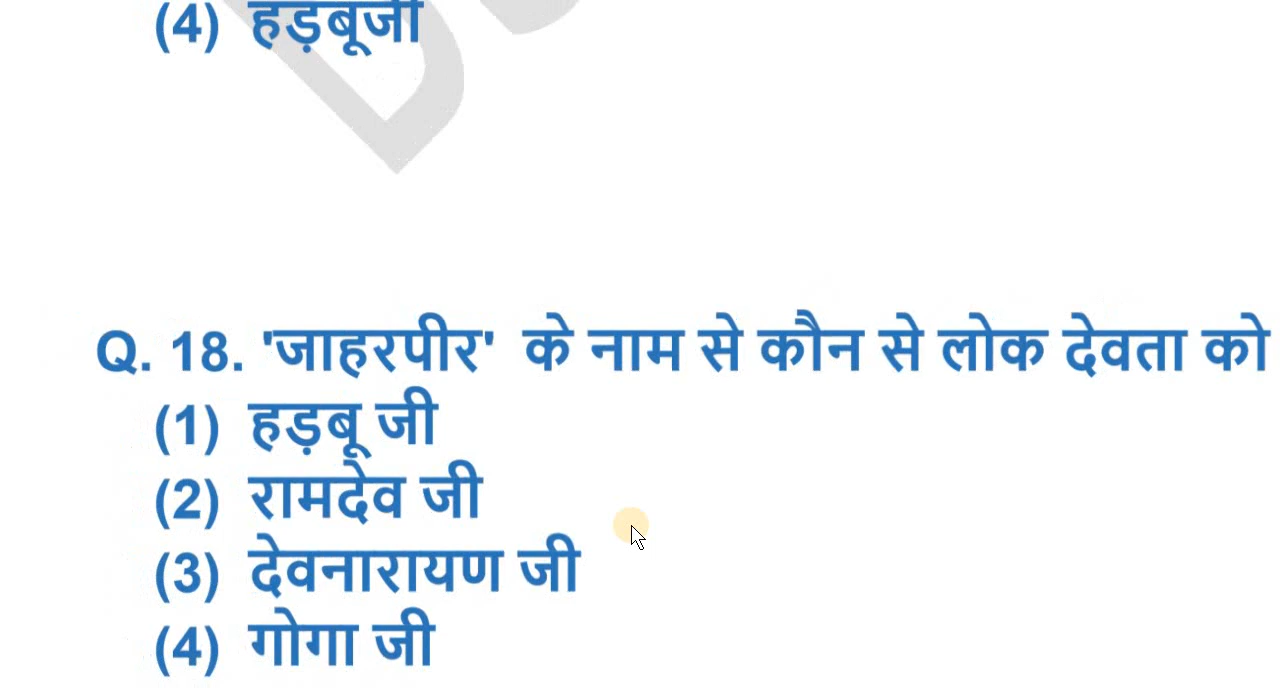 (4) हड़बूजी
Q. 18. 'जाहरपीर' के नाम से कौन से लोक देवता को
(1) हड़बू जी
(2) रामदेव जी
(3) देवनारायण जी
(4) गोगा जी